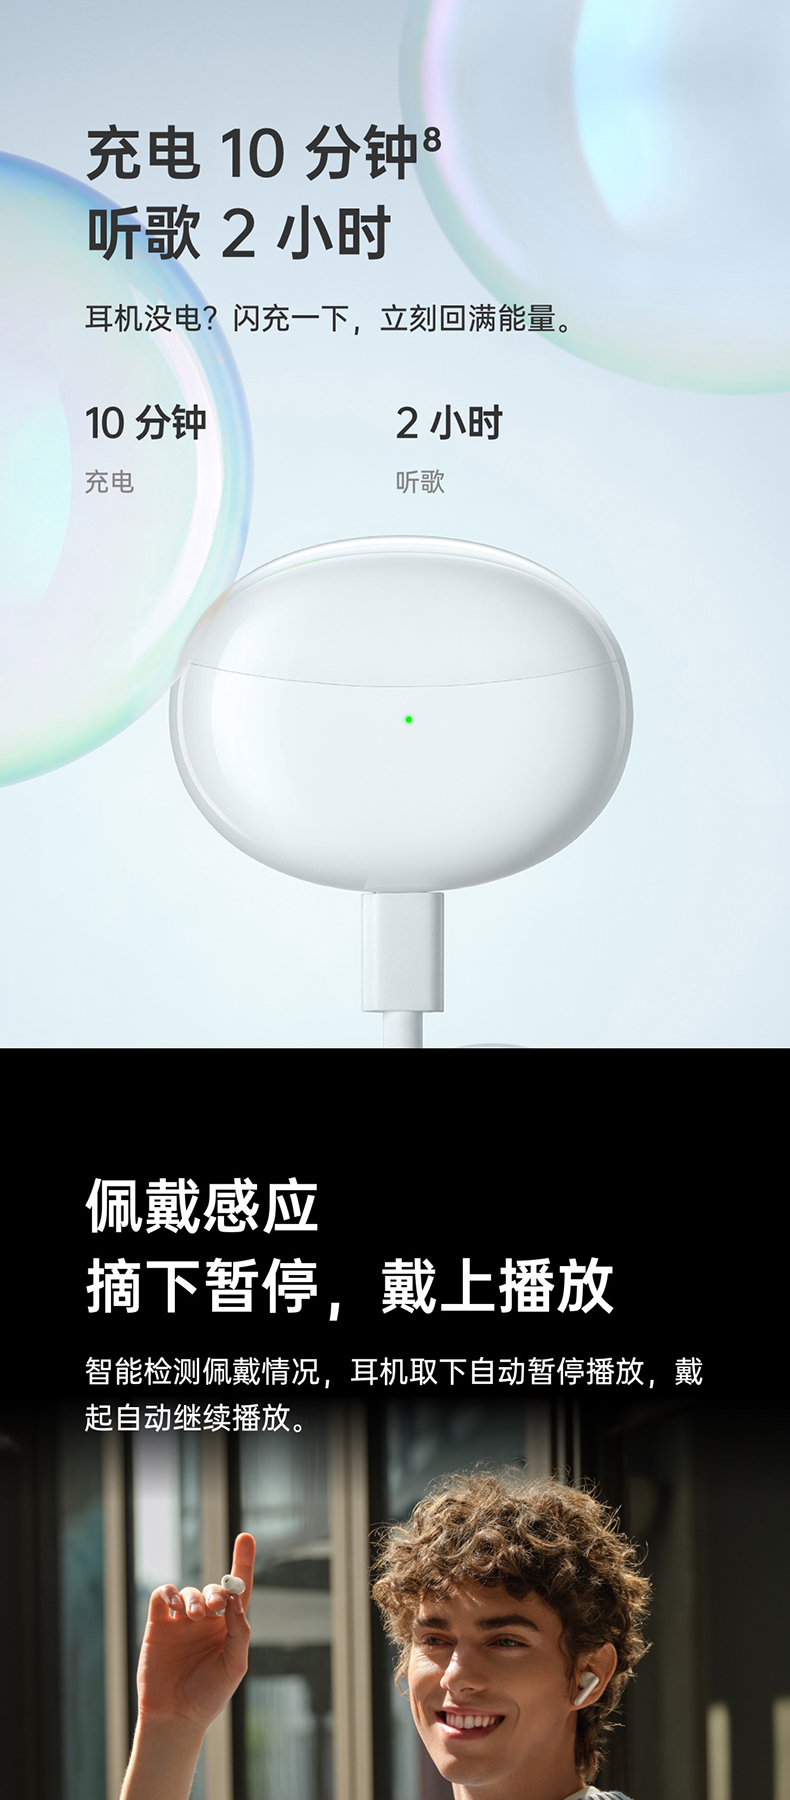 充电 10 分钟⁸
听歌 2 小时
耳机没电？闪充一下，立刻回满能量。
10 分钟
2 小时
充电
听歌
佩戴感应
摘下暂停，戴上播放
智能检测佩戴情况，耳机取下自动暂停播放，戴
起自动继续播放。